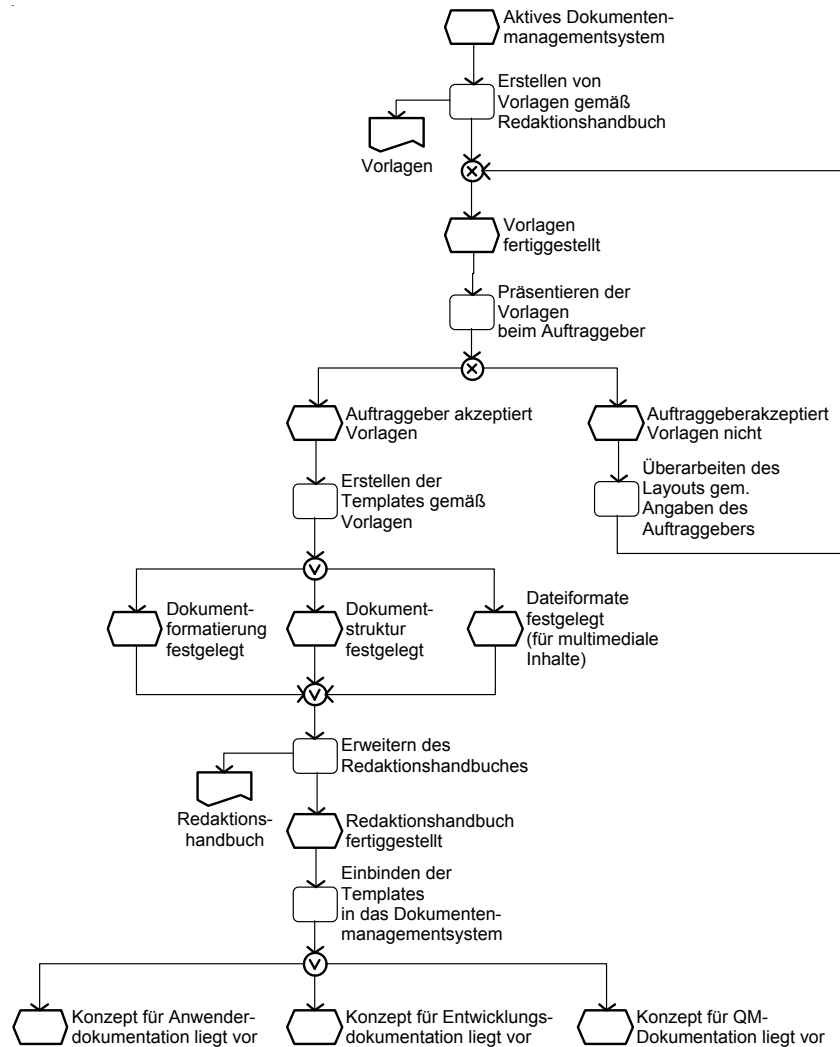 Aktives Dokumenten-
managementsystem
Erstellen von
Vorlagen gemäß
Redaktionshandbuch
Vorlagen
Vorlagen
fertiggestellt
Präsentieren der
Vorlagen
beim Auftraggeber
Auftraggeber akzeptiert
Vorlagen
Auftraggeberakzeptiert
Vorlagen nicht
Erstellen der
Templates gemäß
Vorlagen
Überarbeiten des
Layouts gem.
Angaben des
Auftraggebers
Dokument-
formatierung
festgelegt
Dokument-
struktur
festgelegt
Dateiformate
festgelegt
(für multimediale
Inhalte)
Erweitern des
Redaktionshandbuches
Redaktions-
handbuch
Redaktionshandbuch
fertiggestellt
Einbinden der
Templates
in das Dokumenten-
managementsystem
Konzept für Anwender-
dokumentation liegt vor
Konzept für Entwicklungs-
dokumentation liegt vor
Konzept für QM-
Dokumentation liegt vor